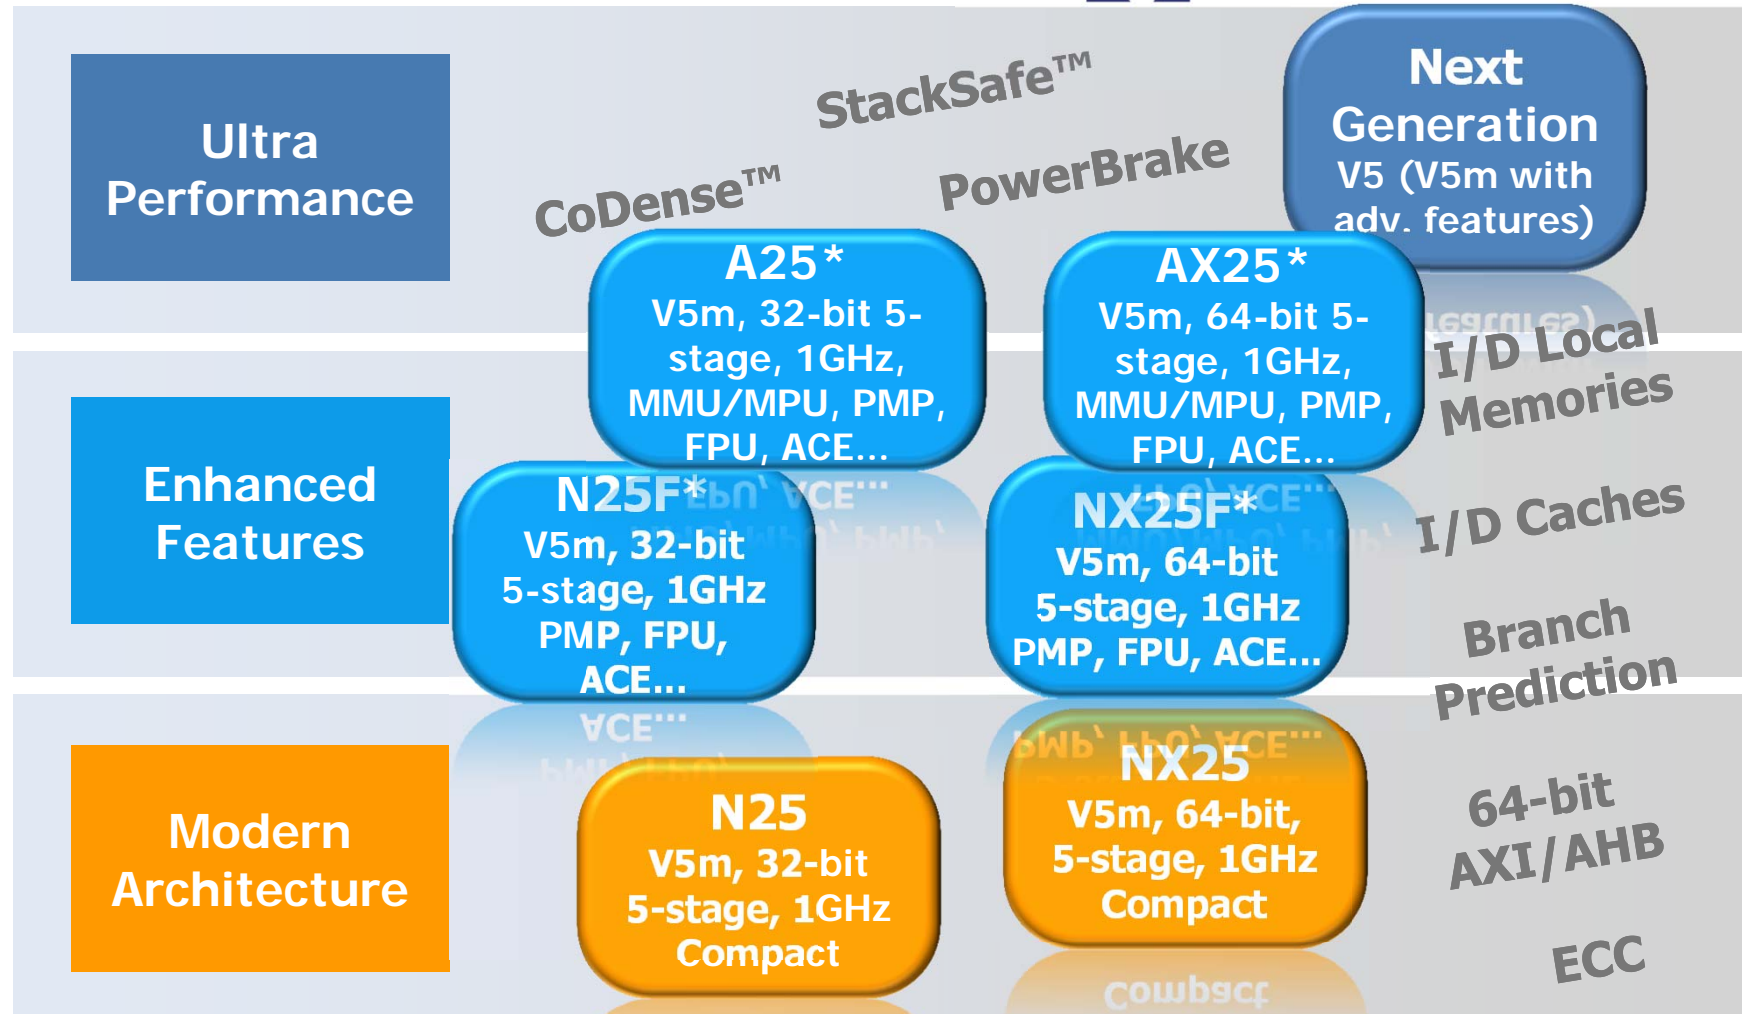 Ultra
Performance
StackSafe™
CoDense™
PowerBrake
Next
Generation
V5 (V5m with
adv. features)
A25*
V5m, 32-bit 5-
stage, 1GHz,
MMU/MPU, PMP,
FPU, ACE...
AX25*
V5m, 64-bit 5-
stage, 1GHz,
MMU/MPU, PMP,
FPU, ACE...
I/D Local
Memories
Enhanced
Features
N25F*
V5m, 32-bit
5-stage, 1GHz
PMP, FPU,
ACE...
NX25F*
V5m, 64-bit
5-stage, 1GHz
PMP, FPU, ACE...
I/D Caches
Branch
Prediction
Modern
Architecture
N25
V5m, 32-bit
5-stage, 1GHz
Compact
NX25
V5m, 64-bit,
5-stage, 1GHz
Compact
64-bit
AXI/AHB
ECC